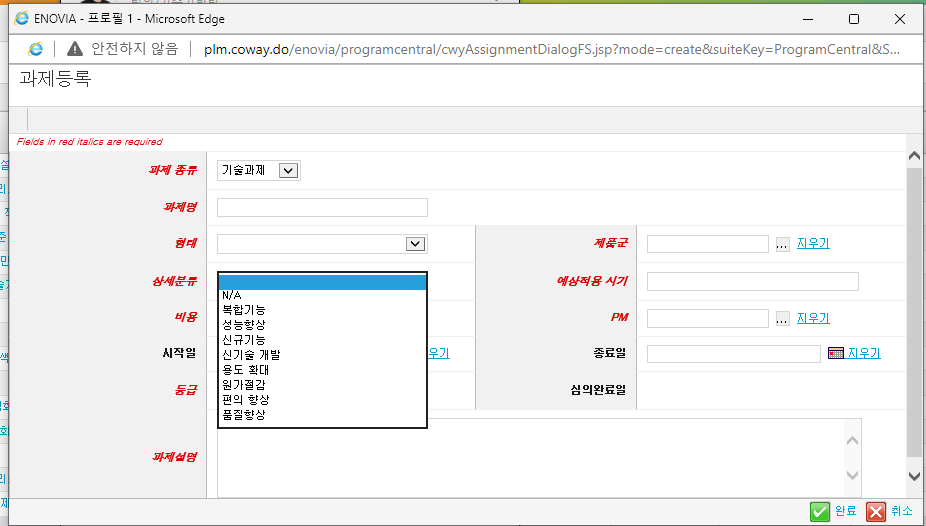 ENOVIA - 프로필 1 - Microsoft Edge
안전하지 않음 plm.coway.do/enovia/programcentral/cwyAssignmentDialogFS.jsp?mode=create&suiteKey=ProgramCentral&S...
과제등록
Fields in red italics are required
과제 종류 기술과제
과제명
형태 제품군 ... 지우기
상세분류 예상적용 시기
N/A
복합기능
성능향상
신규기능
신기술 개발
용도 확대
원가절감
편의 향상
품질향상
비용 PM ... 지우기
시작일 우기 종료일 지우기
등급 심의완료일
과제설명
완료 취소